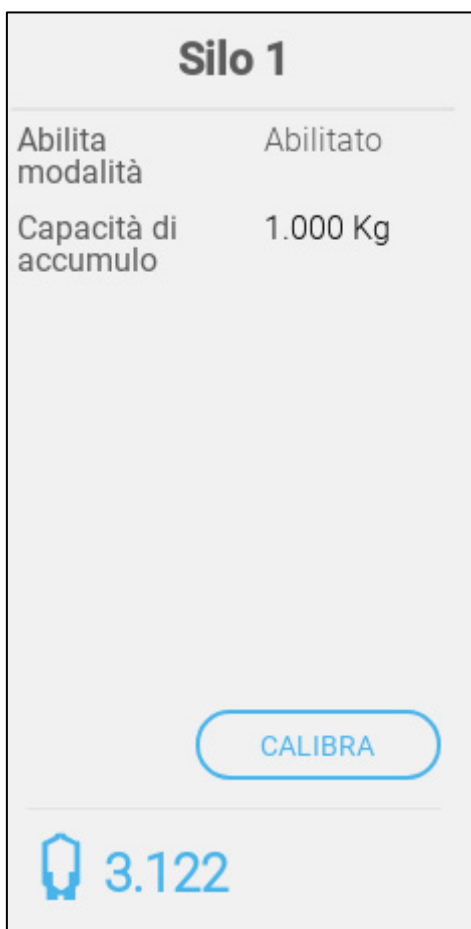 Silo 1
Abilita
modalità
Abilitato
Capacità di
accumulo
1.000 Kg
CALIBRA
3.122